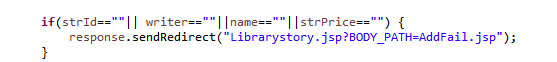 if(strId==""|| writer==""||name==""||strPrice=="") {
response.sendRedirect("Librarystory.jsp?BODY_PATH=AddFail.jsp");
}